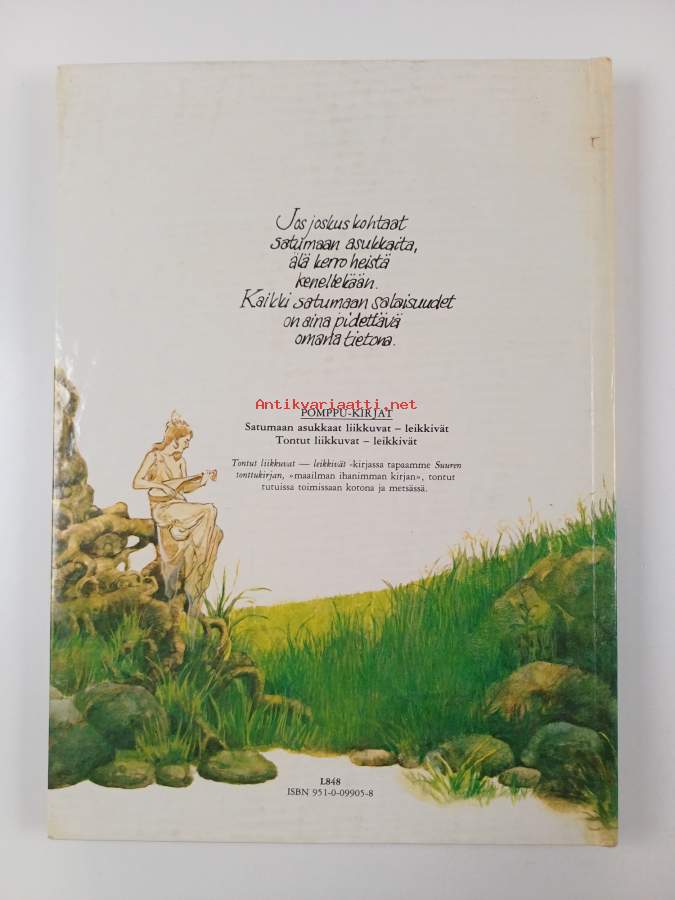 Jos joskus kohtaat
satumaan asukkaita,
älä kerro heistä
kenellekään.
Kaikki satumaan salaisuudet
on aina pidettävä
omana tietona.
Antikvariaatti.net
POMPPU-KIRJAT
Satumaan asukkaat liikkuvat – leikkivät
Tontut liikkuvat – leikkivät
Tontut liikkuvat — leikkivät -kirjassa tapaamme Suuren
tonttukirjan, »maailman ihanimman kirjan», tontut
tutuissa toimissaan kotona ja metsässä.
L848
ISBN 951-0-09905-8